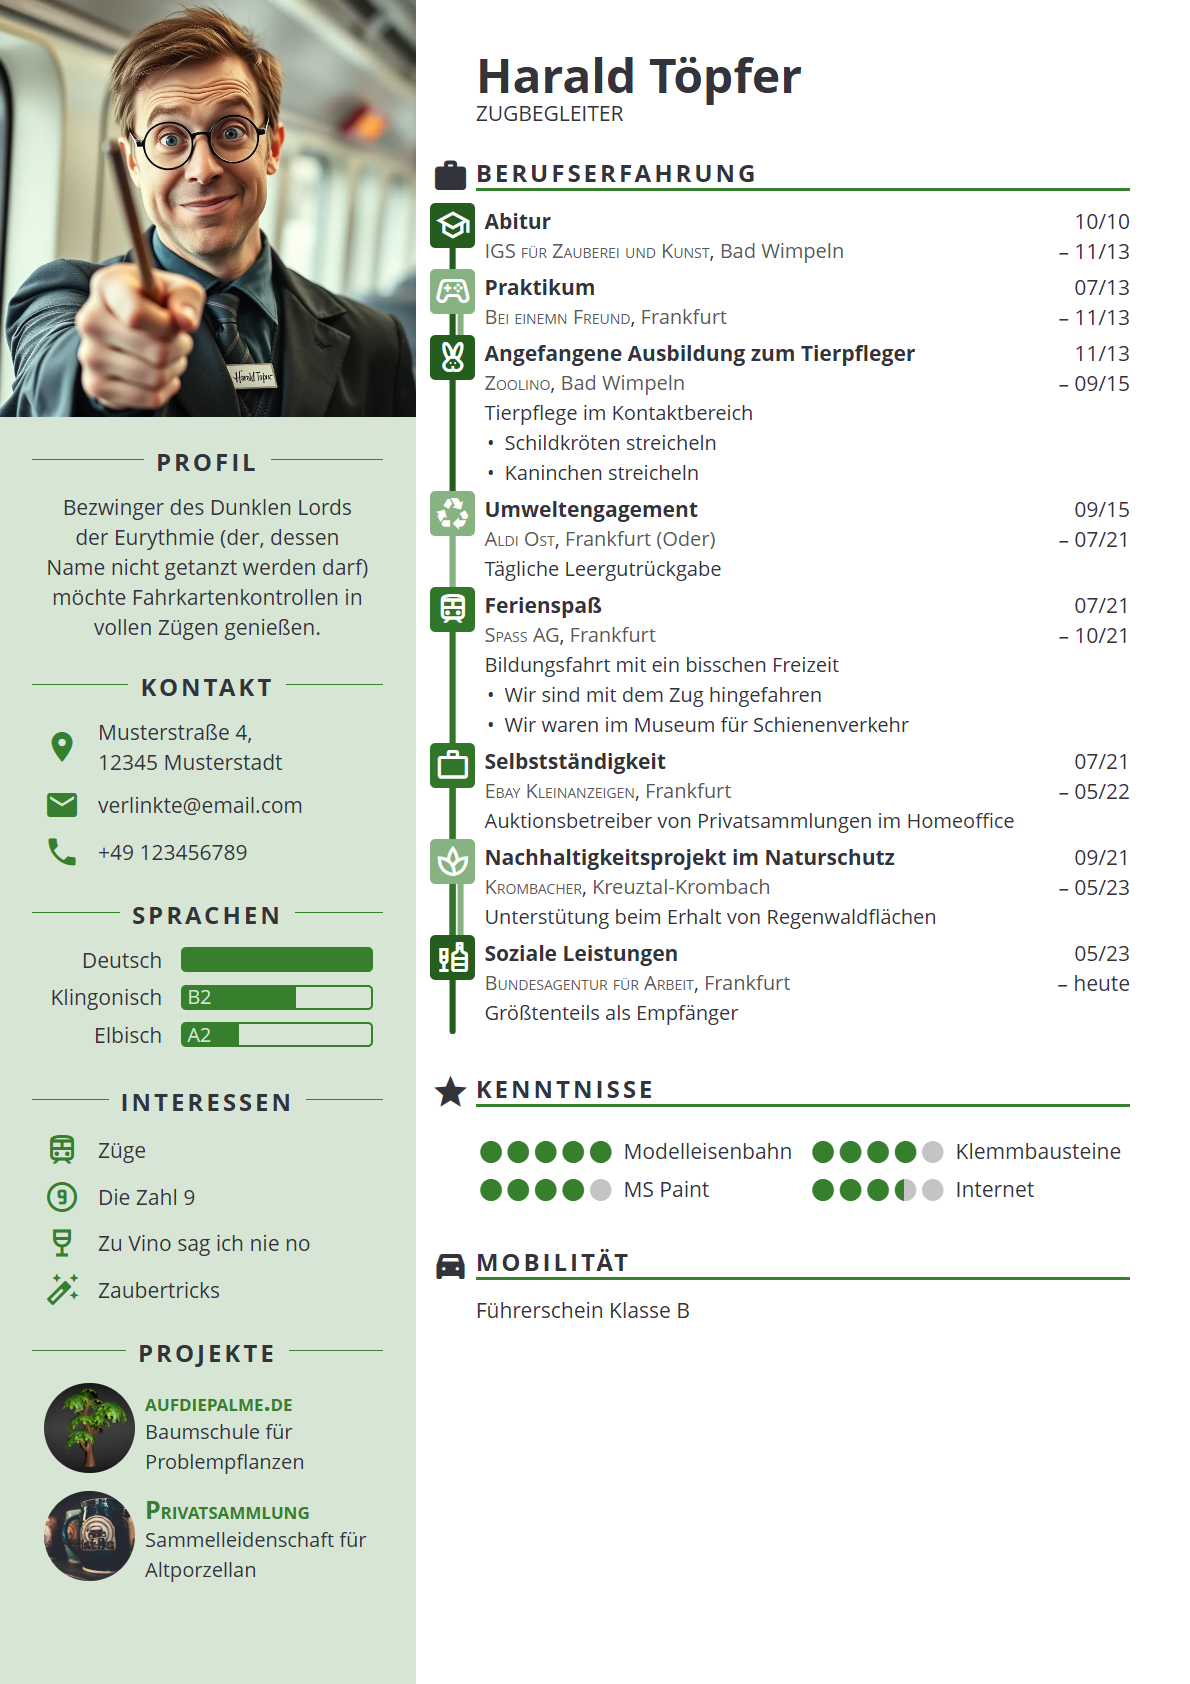 Harald Töpfer
PROFIL
Bezwinger des Dunklen Lords
der Eurythmie (der, dessen
Name nicht getanzt werden darf)
möchte Fahrkartenkontrollen in
vollen Zügen genießen.
KONTAKT
Musterstraße 4,
12345 Musterstadt
verlinkte@email.com
+49 123456789
SPRACHEN
Deutsch
Klingonisch B2
Elbisch A2
INTERESSEN
Züge
9 Die Zahl 9
Zu Vino sag ich nie no
Zaubertricks
PROJEKTE
AUFDIEPALME.DE
Baumschule für
Problempflanzen
PRIVATSAMMLUNG
Sammelleidenschaft für
Altporzellan
Harald Töpfer
ZUGBEGLEITER
BERUFSERFAHRUNG
Abitur 10/10
IGS FÜR ZAUBEREI UND KUNST, Bad Wimpeln – 11/13
Praktikum 07/13
BEI EINEMN FREUND, Frankfurt – 11/13
Angefangene Ausbildung zum Tierpfleger 11/13
ZOOLINO, Bad Wimpeln – 09/15
Tierpflege im Kontaktbereich
• Schildkröten streicheln
• Kaninchen streicheln
Umweltengagement 09/15
ALDI OST, Frankfurt (Oder) – 07/21
Tägliche Leergutrückgabe
Ferienspaß 07/21
SPASS AG, Frankfurt – 10/21
Bildungsfahrt mit ein bisschen Freizeit
• Wir sind mit dem Zug hingefahren
• Wir waren im Museum für Schienenverkehr
Selbstständigkeit 07/21
EBAY KLEINANZEIGEN, Frankfurt – 05/22
Auktionsbetreiber von Privatsammlungen im Homeoffice
Nachhaltigkeitsprojekt im Naturschutz 09/21
KROMBACHER, Kreuztal-Krombach – 05/23
Unterstütung beim Erhalt von Regenwaldflächen
Soziale Leistungen 05/23
BUNDESAGENTUR FÜR ARBEIT, Frankfurt – heute
Größtenteils als Empfänger
KENNTNISSE
Modelleisenbahn Klemmbausteine
MS Paint Internet
MOBILITÄT
Führerschein Klasse B